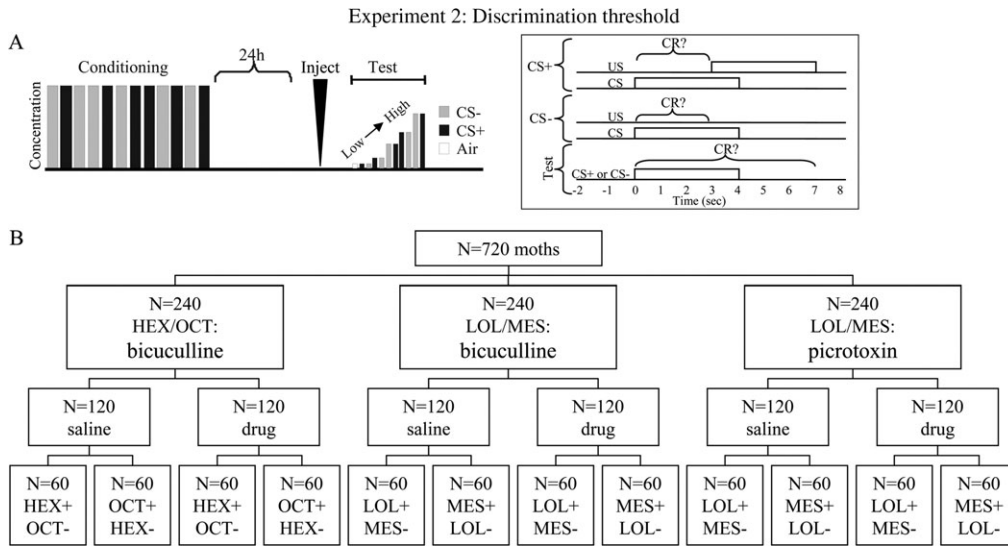 Experiment 2: Discrimination threshold
A
Conditioning
24h
Inject
Test
Concentration
Low
High
CS-
CS+
Air
CR?
CS+
US
CS
CR?
CS-
US
CS
CR?
Test
CS+ or CS-
-2 -1 0 1 2 3 4 5 6 7 8
Time (sec)
B
N=720 moths
N=240
HEX/OCT:
bicuculline
N=240
LOL/MES:
bicuculline
N=240
LOL/MES:
picrotoxin
N=120
saline
N=120
drug
N=120
saline
N=120
drug
N=120
saline
N=120
drug
N=60
HEX+
OCT-
N=60
OCT+
HEX-
N=60
HEX+
OCT-
N=60
OCT+
HEX-
N=60
LOL+
MES-
N=60
MES+
LOL-
N=60
LOL+
MES-
N=60
MES+
LOL-
N=60
LOL+
MES-
N=60
MES+
LOL-
N=60
LOL+
MES-
N=60
MES+
LOL-